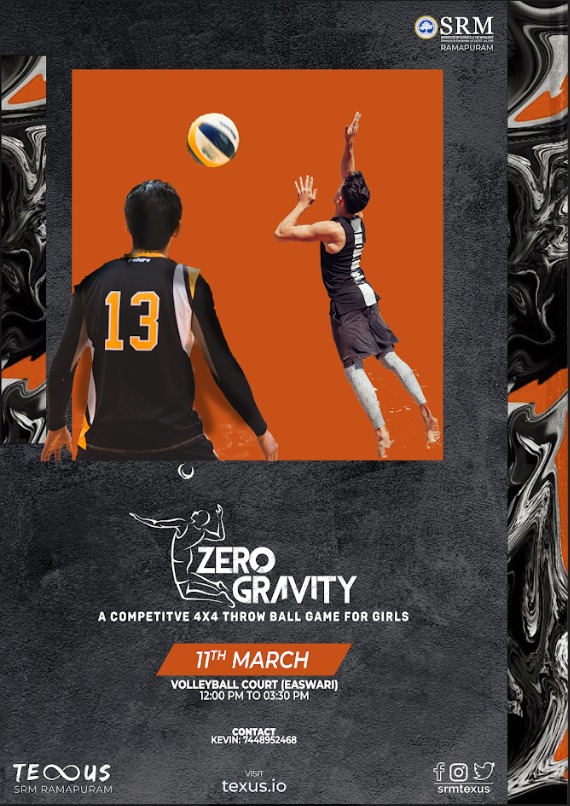 SRM
RAMAPURAM
13
ZERO
GRAVITY
A COMPETITVE 4X4 THROW BALL GAME FOR GIRLS
11TH MARCH
VOLLEYBALL COURT (EASWARI)
12:00 PM TO 03:30 PM
CONTACT
KEVIN: 7448952468
TEXUS
SRM RAMAPURAM
VISIT
texus.io
srmtexus